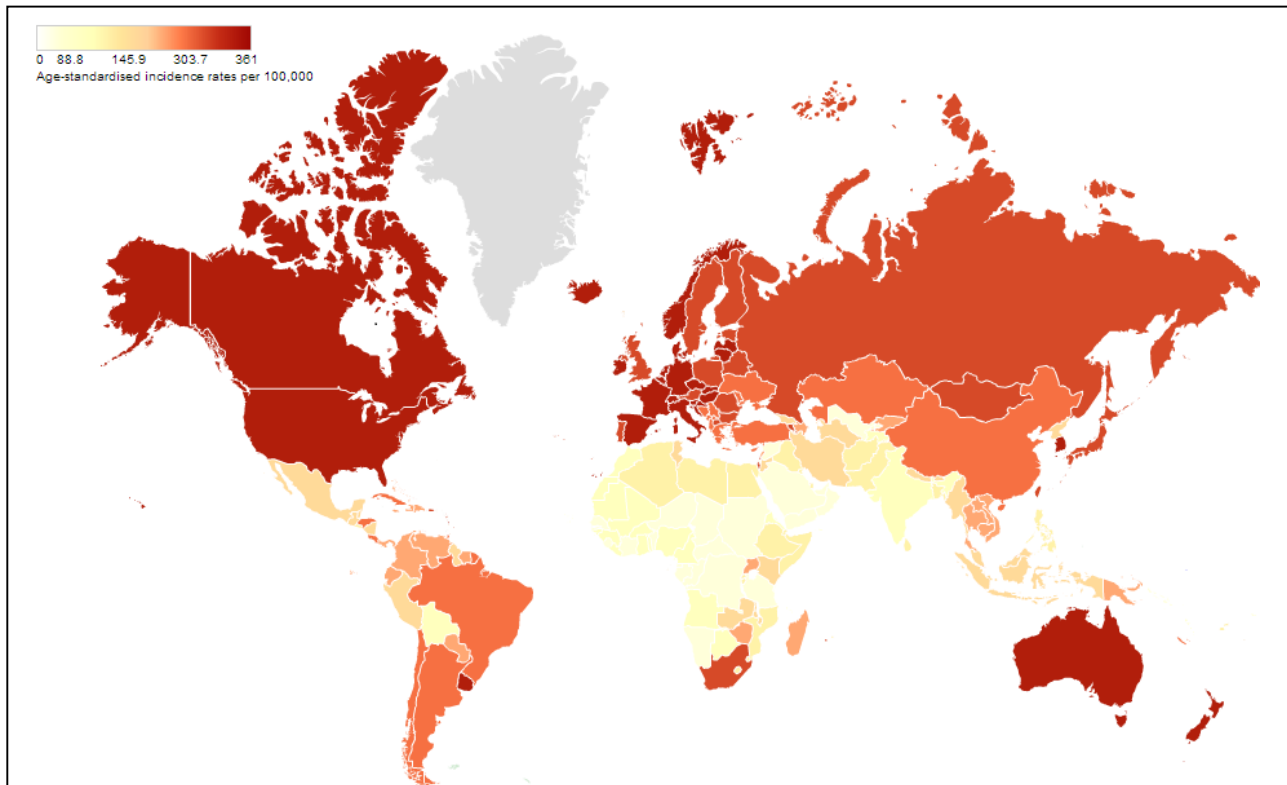 0 88.8 145.9 303.7 361
Age-standardised incidence rates per 100,000